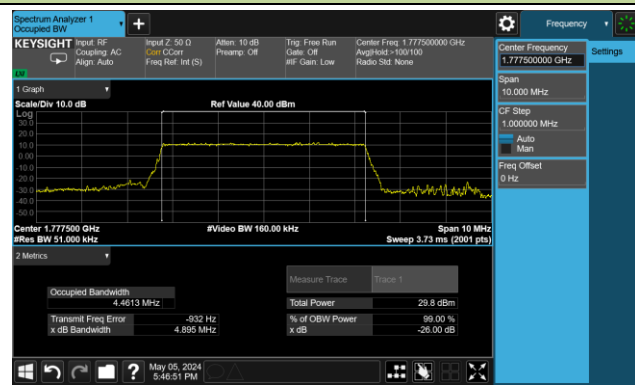 Spectrum Analyzer 1
Occupied BW
+
Frequency
KEYSIGHT
Input: RF
Coupling: AC
Align: Auto
Input Z: 50 Ω
Corr CCorr
Freq Ref: Int (S)
Atten: 10 dB
Preamp: Off
Trig: Free Run
Gate: Off
#IF Gain: Low
Center Freq: 1.777500000 GHz
Avg|Hold:>100/100
Radio Std: None
LXI
Center Frequency
1.777500000 GHz
Settings
Span
10.000 MHz
CF Step
1.000000 MHz
Auto
Man
Freq Offset
0 Hz
1 Graph
Scale/Div 10.0 dB
Ref Value 40.00 dBm
Log
30.0
20.0
10.0
0.00
-10.0
-20.0
-30.0
-40.0
-50.0
Center 1.777500 GHz
#Video BW 160.00 kHz
Span 10 MHz
#Res BW 51.000 kHz
Sweep 3.73 ms (2001 pts)
2 Metrics
Measure Trace
Trace 1
Occupied Bandwidth
4.4613 MHz
Total Power
29.8 dBm
Transmit Freq Error
-932 Hz
% of OBW Power
99.00 %
x dB Bandwidth
4.895 MHz
x dB
-26.00 dB
?
May 05, 2024
5:46:51 PM